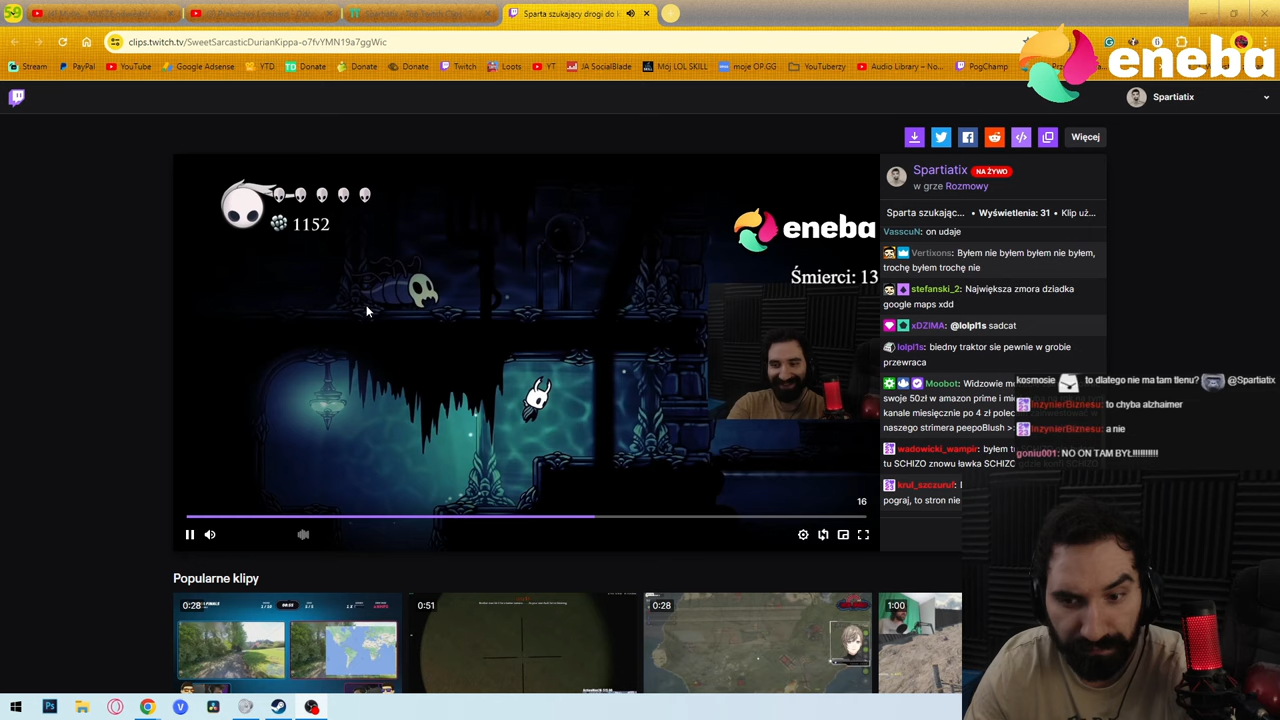 59
Sparta szukający drogi do l
clips.twitch.tv/SweetSarcasticDurianKippa-o7fvYMN19a7ggWic
Stream PayPal YouTube Google Adsense YTD Donate Donate Donate Twitch Loots YT JA SocialBlade Mój LOL SKILL moje OP.GG YouTuberzy Audio Library – No... PogChamp
eneba
Spartiatix
Więcej
Spartiatix NA ŻYWO
w grze Rozmowy
Sparta szukając... • Wyświetlenia: 31 • Klip uż...
1152
eneba
Śmierci: 13
VasscuN: on udaje
Vertixons: Byłem nie byłem byłem nie byłem,
trochę byłem trochę nie
stefanski_2: Największa zmora dziadka
google maps xdd
xDZIMA: @lolpl1s sadcat
lolpl1s: biedny traktor sie pewnie w grobie
przewraca
Moobot: Widzowie m
swoje 50zł w amazon prime i mi
kanale miesięcznie po 4 zł polec
naszego strimera peepoBlush >
wadowicki_wampir: byłem t
tu SCHIZO znowu ławka SCHIZO
krul_szczuruf:
pograj, to stron nie
kosmosie to dlatego nie ma tam tlenu? @Spartiatix
InzynierBiznesu: to chyba alzhaimer
InzynierBiznesu: a nie
goniu001: NO ON TAM BYŁ!!!!!!!!!!
16
Popularne klipy
0:28
0:51
0:28
1:00